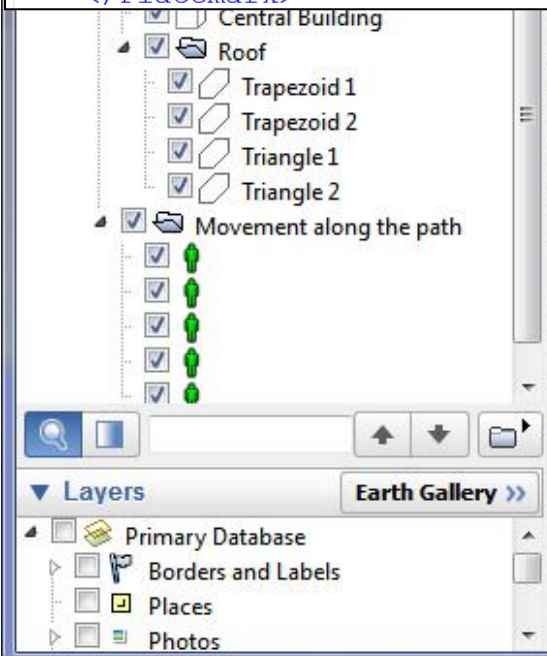 </Placemark>
Central Building
Roof
Trapezoid 1
Trapezoid 2
Triangle 1
Triangle 2
Movement along the path
Layers
Earth Gallery »
Primary Database
Borders and Labels
Places
Photos